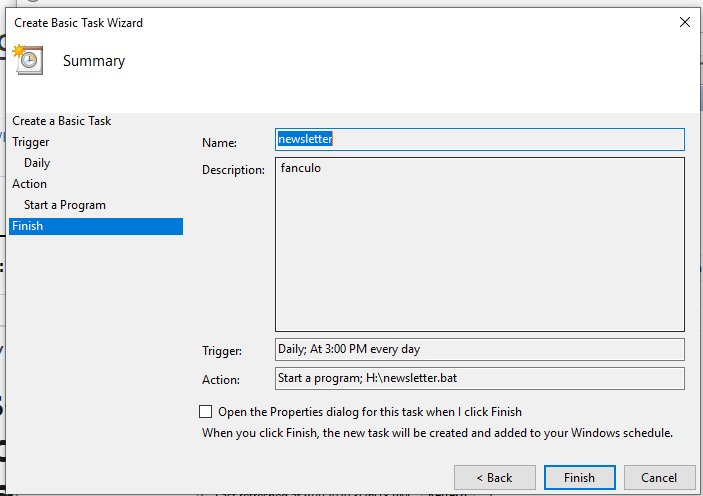 Create Basic Task Wizard
Summary
Create a Basic Task
Trigger
Daily
Action
Start a Program
Finish
Name: newsletter
Description: fanculo
Trigger: Daily; At 3:00 PM every day
Action: Start a program; H:\newsletter.bat
Open the Properties dialog for this task when I click Finish
When you click Finish, the new task will be created and added to your Windows schedule.
< Back Finish Cancel